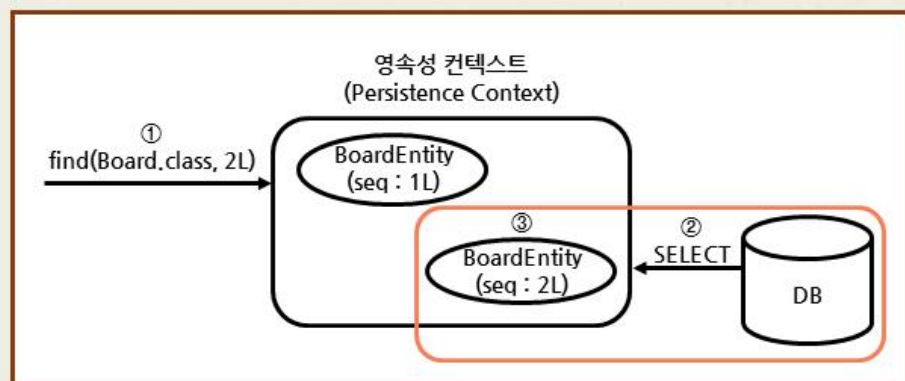 영속성 컨텍스트
(Persistence Context)
①
find(Board.class, 2L)
BoardEntity
(seq : 1L)
③
BoardEntity
(seq : 2L)
②
SELECT
DB